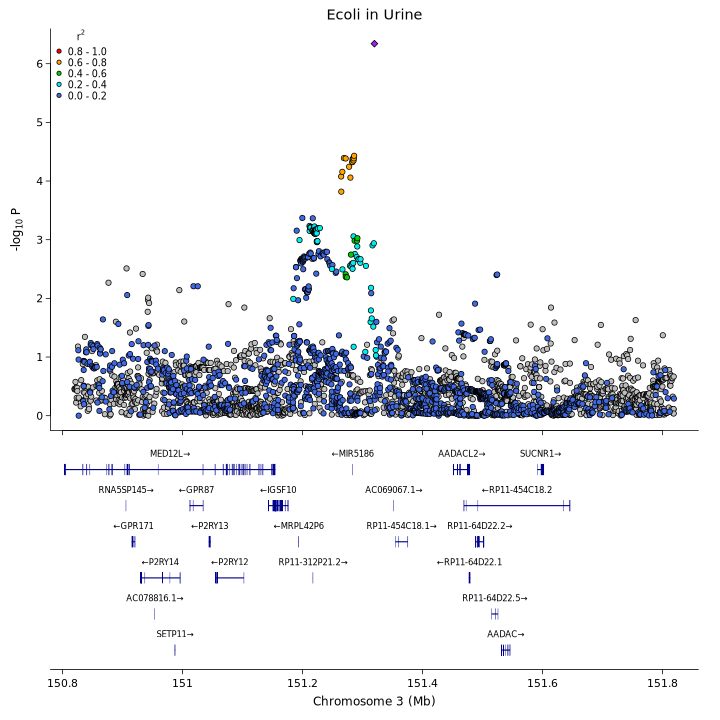 Ecoli in Urine
r²
0.8 - 1.0
0.6 - 0.8
0.4 - 0.6
0.2 - 0.4
0.0 - 0.2
6
5
4
3
2
1
0
-log₁₀ P
MED12L→ ←MIR5186 AADACL2→ SUCNR1→
RNA5SP145→ ←GPR87 ←IGSF10 AC069067.1→ ←RP11-454C18.2
←GPR171 ←P2RY13 ←MRPL42P6 RP11-454C18.1→ RP11-64D22.2→
←P2RY14 ←P2RY12 RP11-312P21.2→ ←RP11-64D22.1
AC078816.1→ RP11-64D22.5→
SETP11→ AADAC→
150.8 151 151.2 151.4 151.6 151.8
Chromosome 3 (Mb)